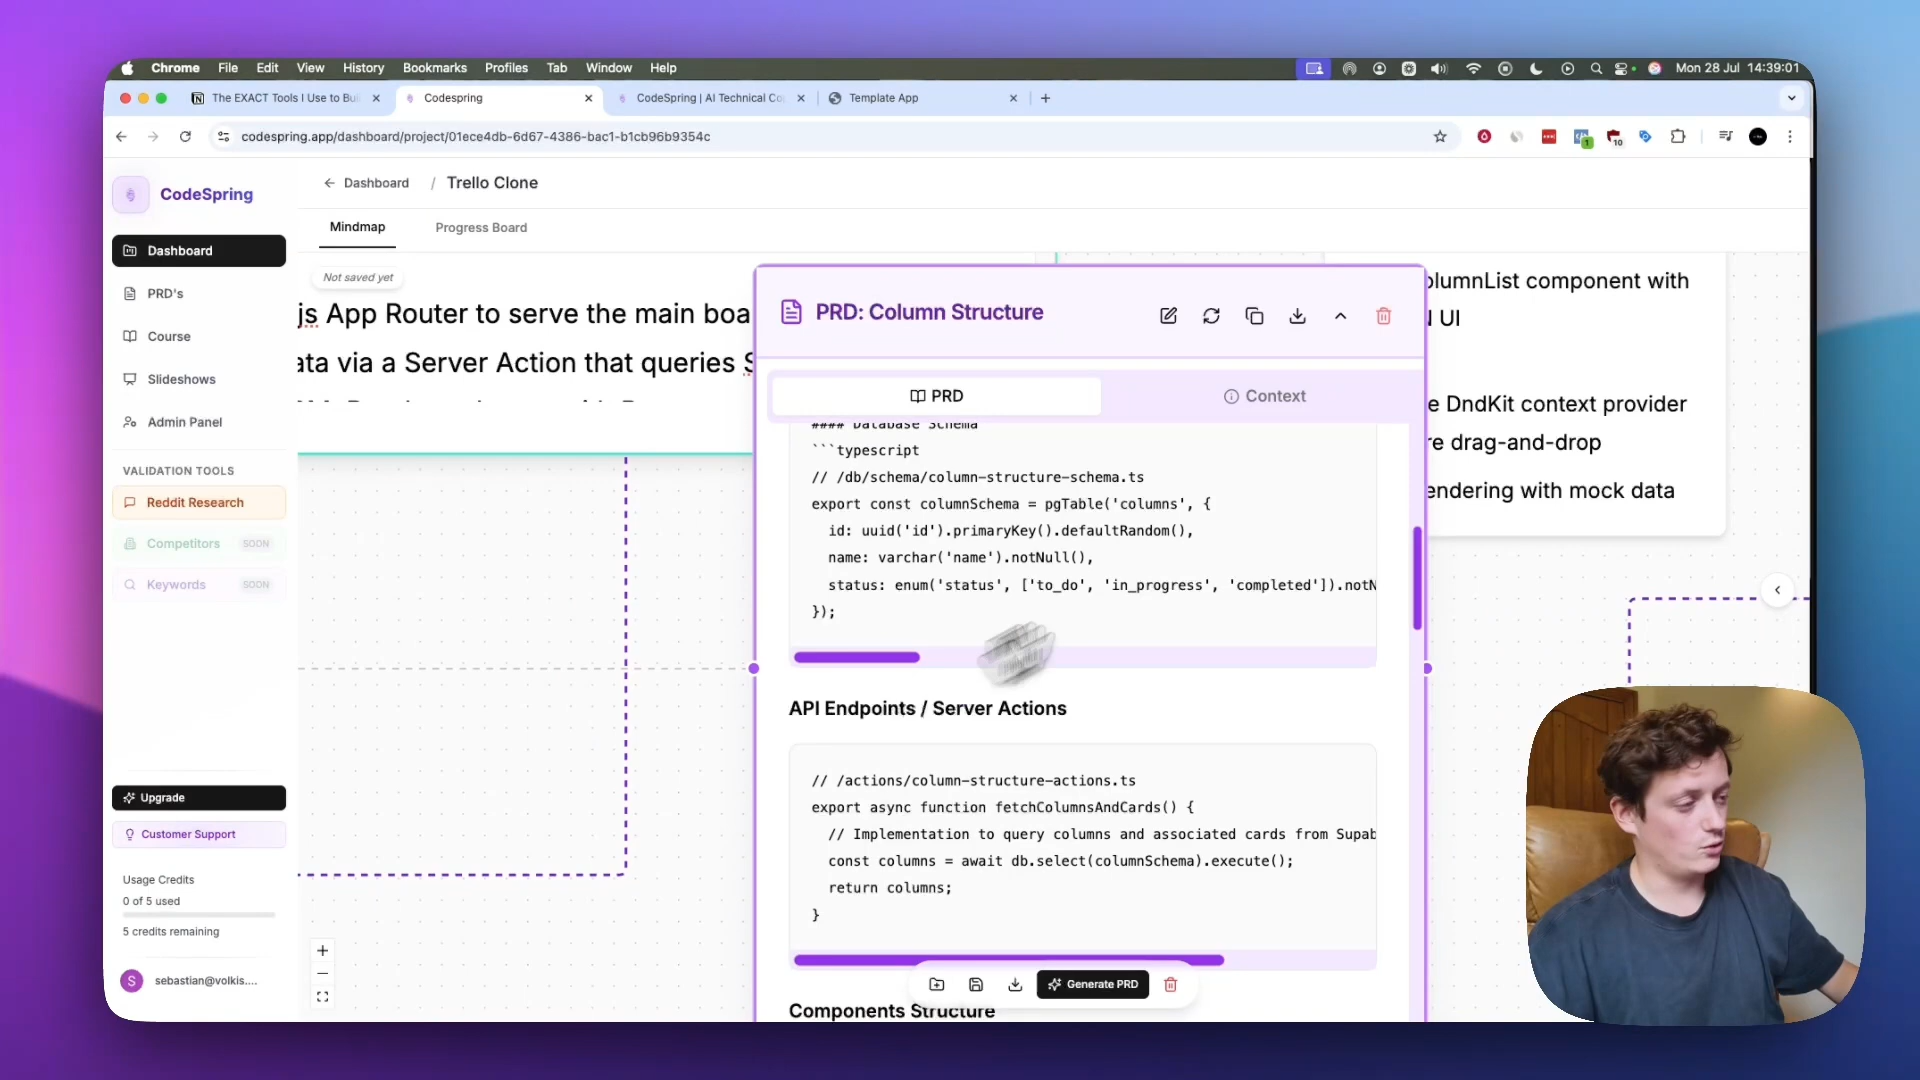 Chrome File Edit View History Bookmarks Profiles Tab Window Help
Mon 28 Jul 14:39:01
The EXACT Tools I Use to Bui
Codespring
CodeSpring | AI Technical Co
Template App
codespring.app/dashboard/project/01ece4db-6d67-4386-bac1-b1cb96b9354c
1
10
CodeSpring
Dashboard
PRD's
Course
Slideshows
Admin Panel
VALIDATION TOOLS
Reddit Research
Competitors SOON
Keywords SOON
Upgrade
Customer Support
Usage Credits
0 of 5 used
5 credits remaining
S
sebastian@volkis....
Dashboard / Trello Clone
Mindmap Progress Board
Not saved yet
js App Router to serve the main boa
ata via a Server Action that queries S
PRD: Column Structure
PRD
Context
#### Database Schema
```typescript
// /db/schema/column-structure-schema.ts
export const columnSchema = pgTable('columns', {
id: uuid('id').primaryKey().defaultRandom(),
name: varchar('name').notNull(),
status: enum('status', ['to_do', 'in_progress', 'completed']).notN
});
API Endpoints / Server Actions
// /actions/column-structure-actions.ts
export async function fetchColumnsAndCards() {
// Implementation to query columns and associated cards from Supab
const columns = await db.select(columnSchema).execute();
return columns;
}
Generate PRD
Components Structure
olumnList component with
UI
e DndKit context provider
re drag-and-drop
endering with mock data